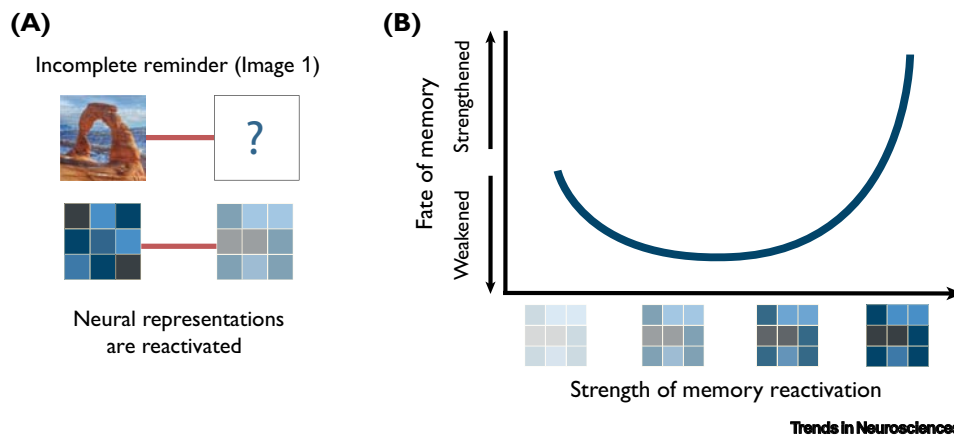 (A)
Incomplete reminder (Image 1)
?
Neural representations
are reactivated
(B)
Fate of memory
Strengthened
Weakened
Strength of memory reactivation
Trends in Neurosciences